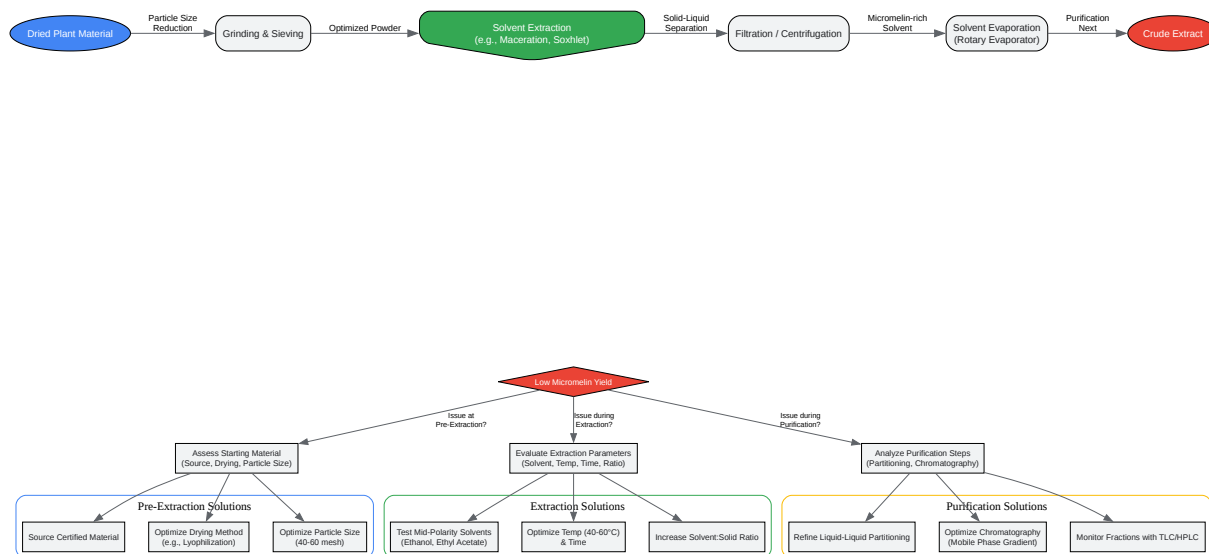 Dried Plant Material
Particle Size
Reduction
Grinding & Sieving
Optimized Powder
Solvent Extraction
(e.g., Maceration, Soxhlet)
Solid-Liquid
Separation
Filtration / Centrifugation
Micromelin-rich
Solvent
Solvent Evaporation
(Rotary Evaporator)
Purification
Next
Crude Extract
Low Micromelin Yield
Issue at
Pre-Extraction?
Issue during
Extraction?
Issue during
Purification?
Assess Starting Material
(Source, Drying, Particle Size)
Evaluate Extraction Parameters
(Solvent, Temp, Time, Ratio)
Analyze Purification Steps
(Partitioning, Chromatography)
Pre-Extraction Solutions
Source Certified Material
Optimize Drying Method
(e.g., Lyophilization)
Optimize Particle Size
(40-60 mesh)
Extraction Solutions
Test Mid-Polarity Solvents
(Ethanol, Ethyl Acetate)
Optimize Temp (40-60°C)
& Time
Increase Solvent:Solid Ratio
Purification Solutions
Refine Liquid-Liquid Partitioning
Optimize Chromatography
(Mobile Phase Gradient)
Monitor Fractions with TLC/HPLC